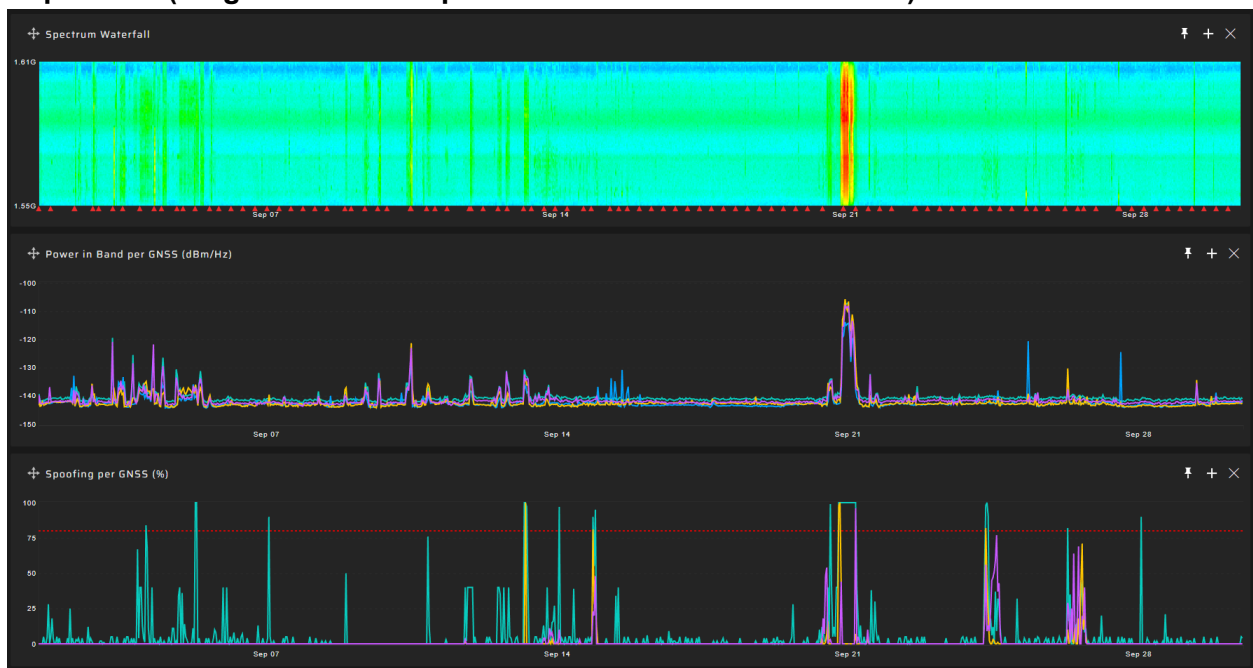 Spectrum Waterfall
1.61G
1.55G
Sep 07 Sep 14 Sep 21 Sep 28
Power in Band per GNSS (dBm/Hz)
-100
-110
-120
-130
-140
-150
Sep 07 Sep 14 Sep 21 Sep 28
Spoofing per GNSS (%)
100
75
50
25
0
Sep 07 Sep 14 Sep 21 Sep 28